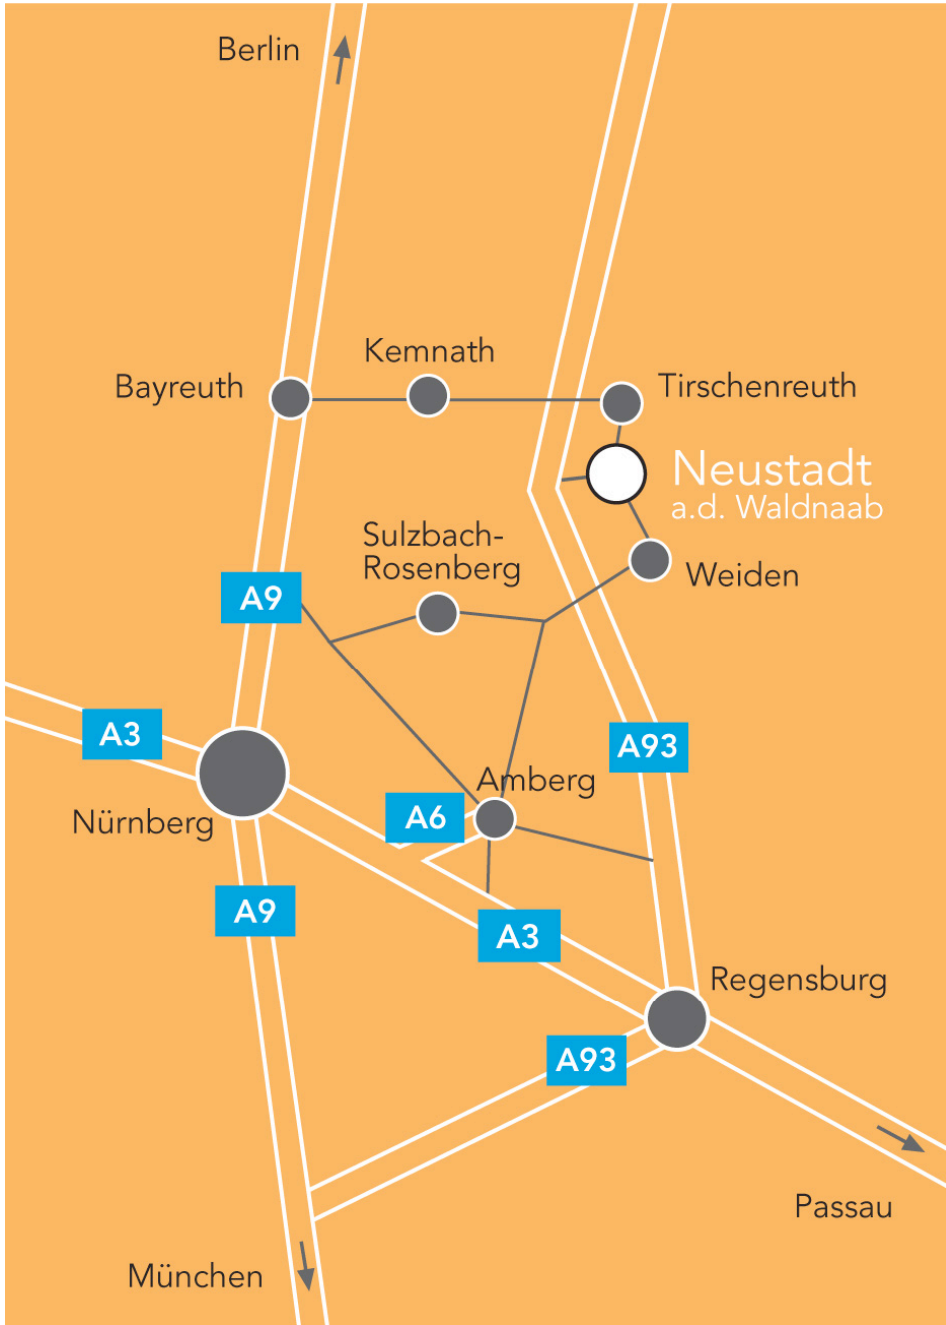 Berlin
Kemnath
Bayreuth
Tirschenreuth
Neustadt
a.d. Waldnaab
Sulzbach-
Rosenberg
Weiden
A9
A3
A93
Amberg
A6
Nürnberg
A9
A3
Regensburg
A93
Passau
München